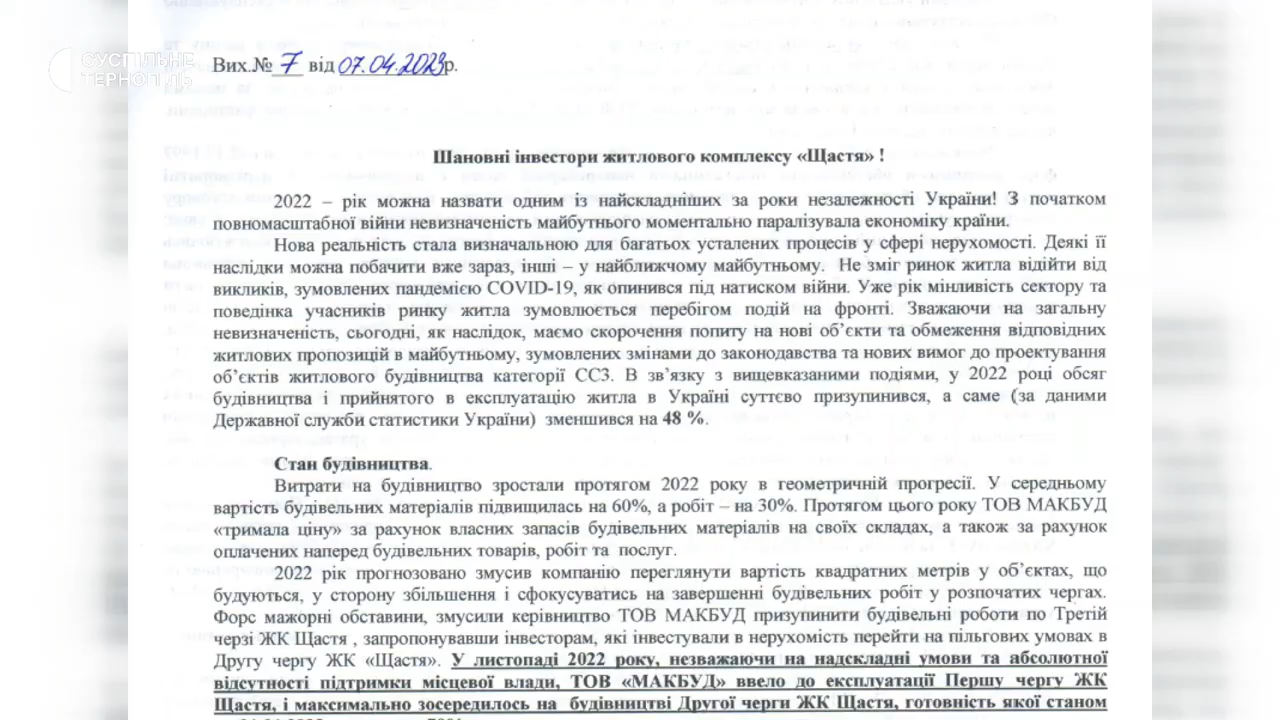 СУСПІЛЬНЕ
ТЕРНОПІЛЬ
Вих.№ 7 від 07.04.2023р.
Шановні інвестори житлового комплексу «Щастя» !
2022 – рік можна назвати одним із найскладніших за роки незалежності України! З початком
повномасштабної війни невизначеність майбутнього моментально паралізувала економіку країни.
Нова реальність стала визначальною для багатьох усталених процесів у сфері нерухомості. Деякі її
наслідки можна побачити вже зараз, інші – у найближчому майбутньому. Не зміг ринок житла відійти від
викликів, зумовлених пандемією COVID-19, як опинився під натиском війни. Уже рік мінливість сектору та
поведінка учасників ринку житла зумовлюється перебігом подій на фронті. Зважаючи на загальну
невизначеність, сьогодні, як наслідок, маємо скорочення попиту на нові об’єкти та обмеження відповідних
житлових пропозицій в майбутньому, зумовлених змінами до законодавства та нових вимог до проектування
об’єктів житлового будівництва категорії СС3. В зв’язку з вищевказаними подіями, у 2022 році обсяг
будівництва і прийнятого в експлуатацію житла в Україні суттєво призупинився, а саме (за даними
Державної служби статистики України) зменшився на 48 %.
Стан будівництва.
Витрати на будівництво зростали протягом 2022 року в геометричній прогресії. У середньому
вартість будівельних матеріалів підвищилась на 60%, а робіт – на 30%. Протягом цього року ТОВ МАКБУД
«тримала ціну» за рахунок власних запасів будівельних матеріалів на своїх складах, а також за рахунок
оплачених наперед будівельних товарів, робіт та послуг.
2022 рік прогнозовано змусив компанію переглянути вартість квадратних метрів у об’єктах, що
будуються, у сторону збільшення і сфокусуватись на завершенні будівельних робіт у розпочатих чергах.
Форс мажорні обставини, змусили керівництво ТОВ МАКБУД призупинити будівельні роботи по Третій
черзі ЖК Щастя , запропонувавши інвесторам, які інвестували в нерухомість перейти на пільгових умовах в
Другу чергу ЖК «Щастя». У листопаді 2022 року, незважаючи на надскладні умови та абсолютної
відсутності підтримки місцевої влади, ТОВ «МАКБУД» ввело до експлуатації Першу чергу ЖК
Щастя, і максимально зосередилось на будівництві Другої черги ЖК Щастя, готовність якої станом